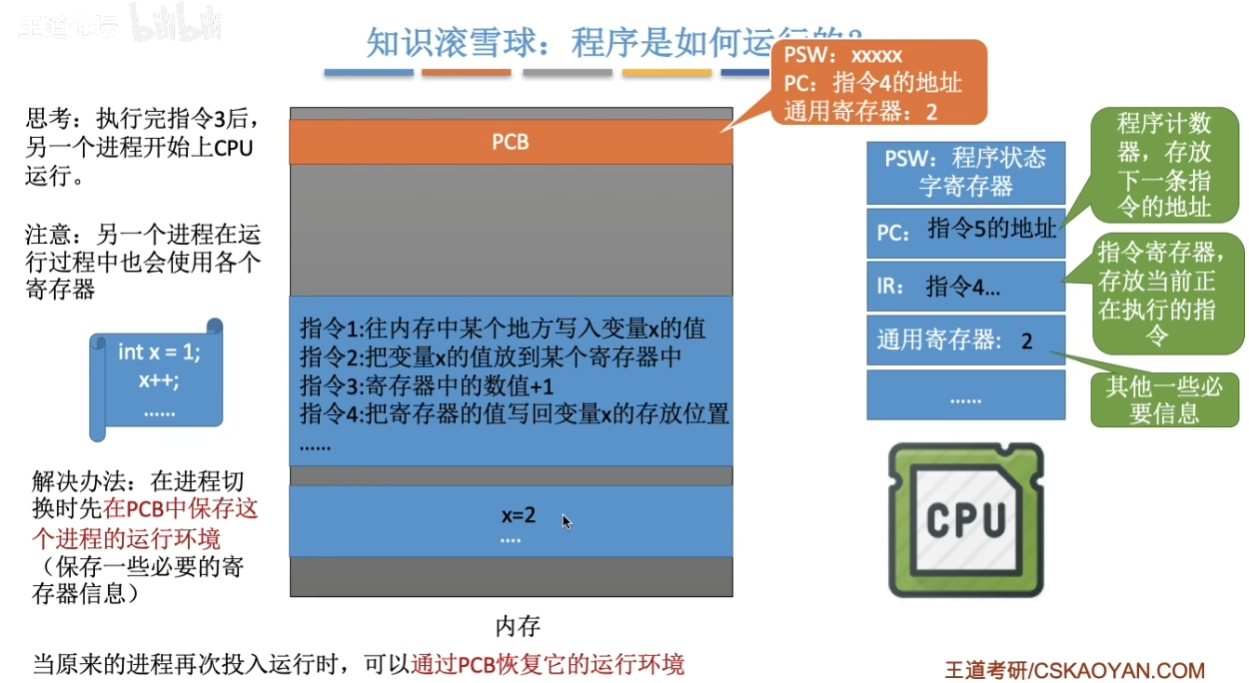 王道论坛 bilibili
知识滚雪球：程序是如何运行的？
PSW：xxxxx
PC：指令4的地址
通用寄存器：2
思考：执行完指令3后，
另一个进程开始上CPU
运行。
注意：另一个进程在运
行过程中也会使用各个
寄存器
int x = 1;
x++;
......
解决办法：在进程切
换时先在PCB中保存这
个进程的运行环境
（保存一些必要的寄
存器信息）
PCB
指令1:往内存中某个地方写入变量x的值
指令2:把变量x的值放到某个寄存器中
指令3:寄存器中的数值+1
指令4:把寄存器的值写回变量x的存放位置
......
x=2
....
内存
PSW：程序状态
字寄存器
PC： 指令5的地址
IR： 指令4...
通用寄存器: 2
......
程序计数
器，存放
下一条指
令的地址
指令寄存器，
存放当前正
在执行的指
令
其他一些必
要信息
CPU
当原来的进程再次投入运行时，可以通过PCB恢复它的运行环境
王道考研/CSKAOYAN.COM